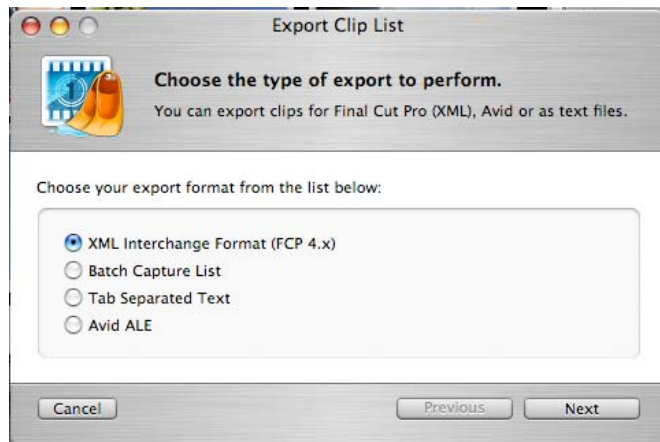 Export Clip List
Choose the type of export to perform.
You can export clips for Final Cut Pro (XML), Avid or as text files.
Choose your export format from the list below:
XML Interchange Format (FCP 4.x)
Batch Capture List
Tab Separated Text
Avid ALE
Cancel Previous Next